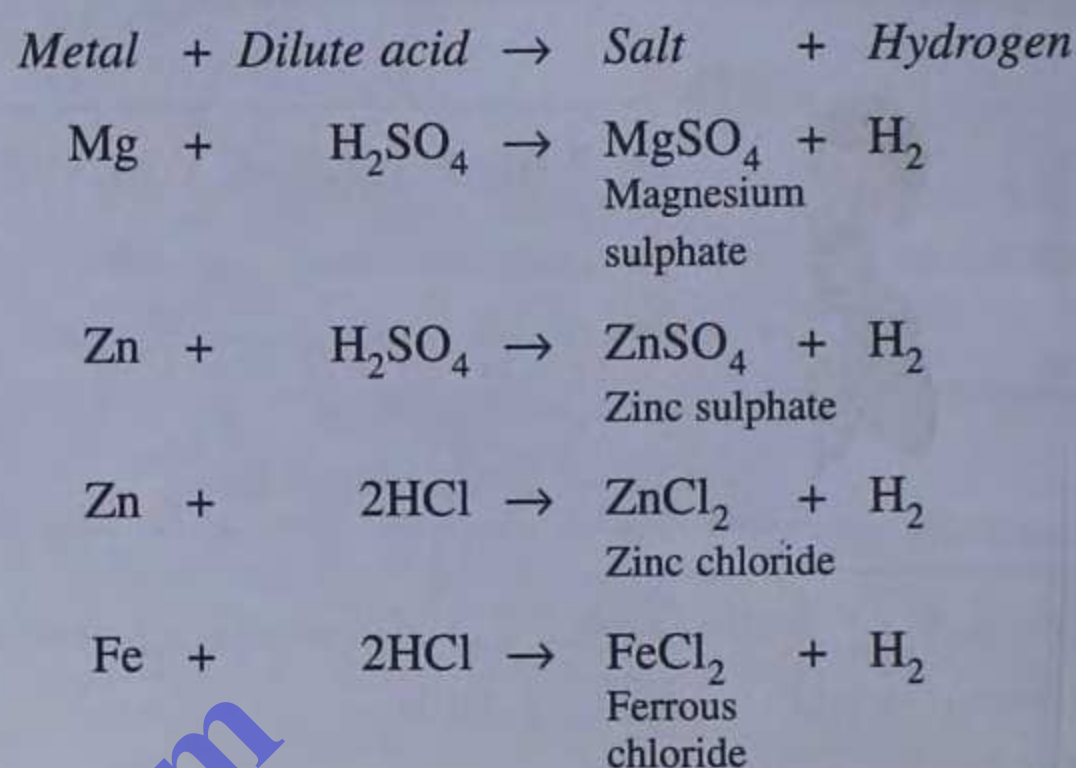 Metal + Dilute acid → Salt + Hydrogen
Mg + H₂SO₄ → MgSO₄ + H₂
Magnesium
sulphate
Zn + H₂SO₄ → ZnSO₄ + H₂
Zinc sulphate
Zn + 2HCl → ZnCl₂ + H₂
Zinc chloride
Fe + 2HCl → FeCl₂ + H₂
Ferrous
chloride
m